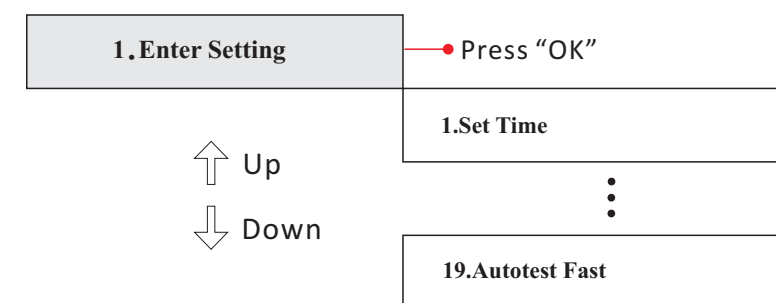 1.Enter Setting
Press “OK”
1.Set Time
Up
Down
19.Autotest Fast